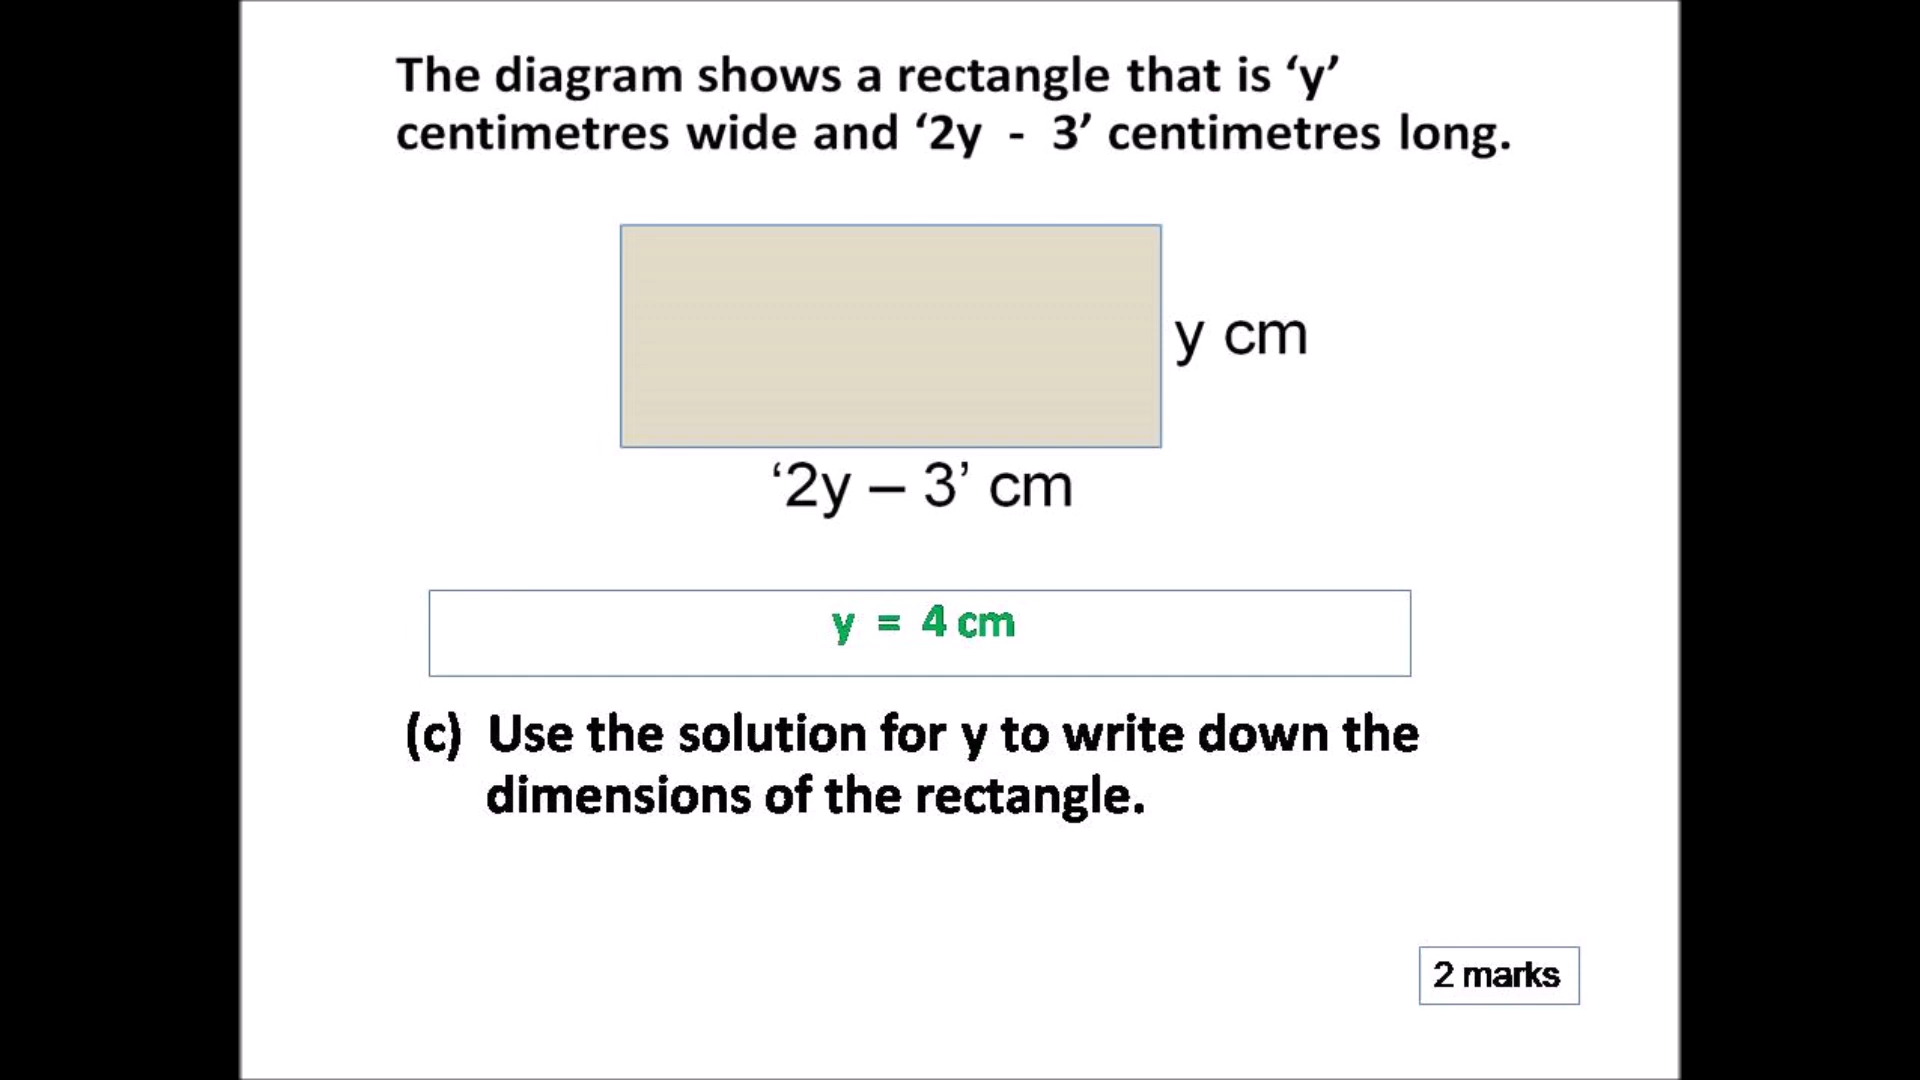 The diagram shows a rectangle that is ‘y’
centimetres wide and ‘2y - 3’ centimetres long.
y cm
‘2y – 3’ cm
y = 4 cm
(c) Use the solution for y to write down the
dimensions of the rectangle.
2 marks